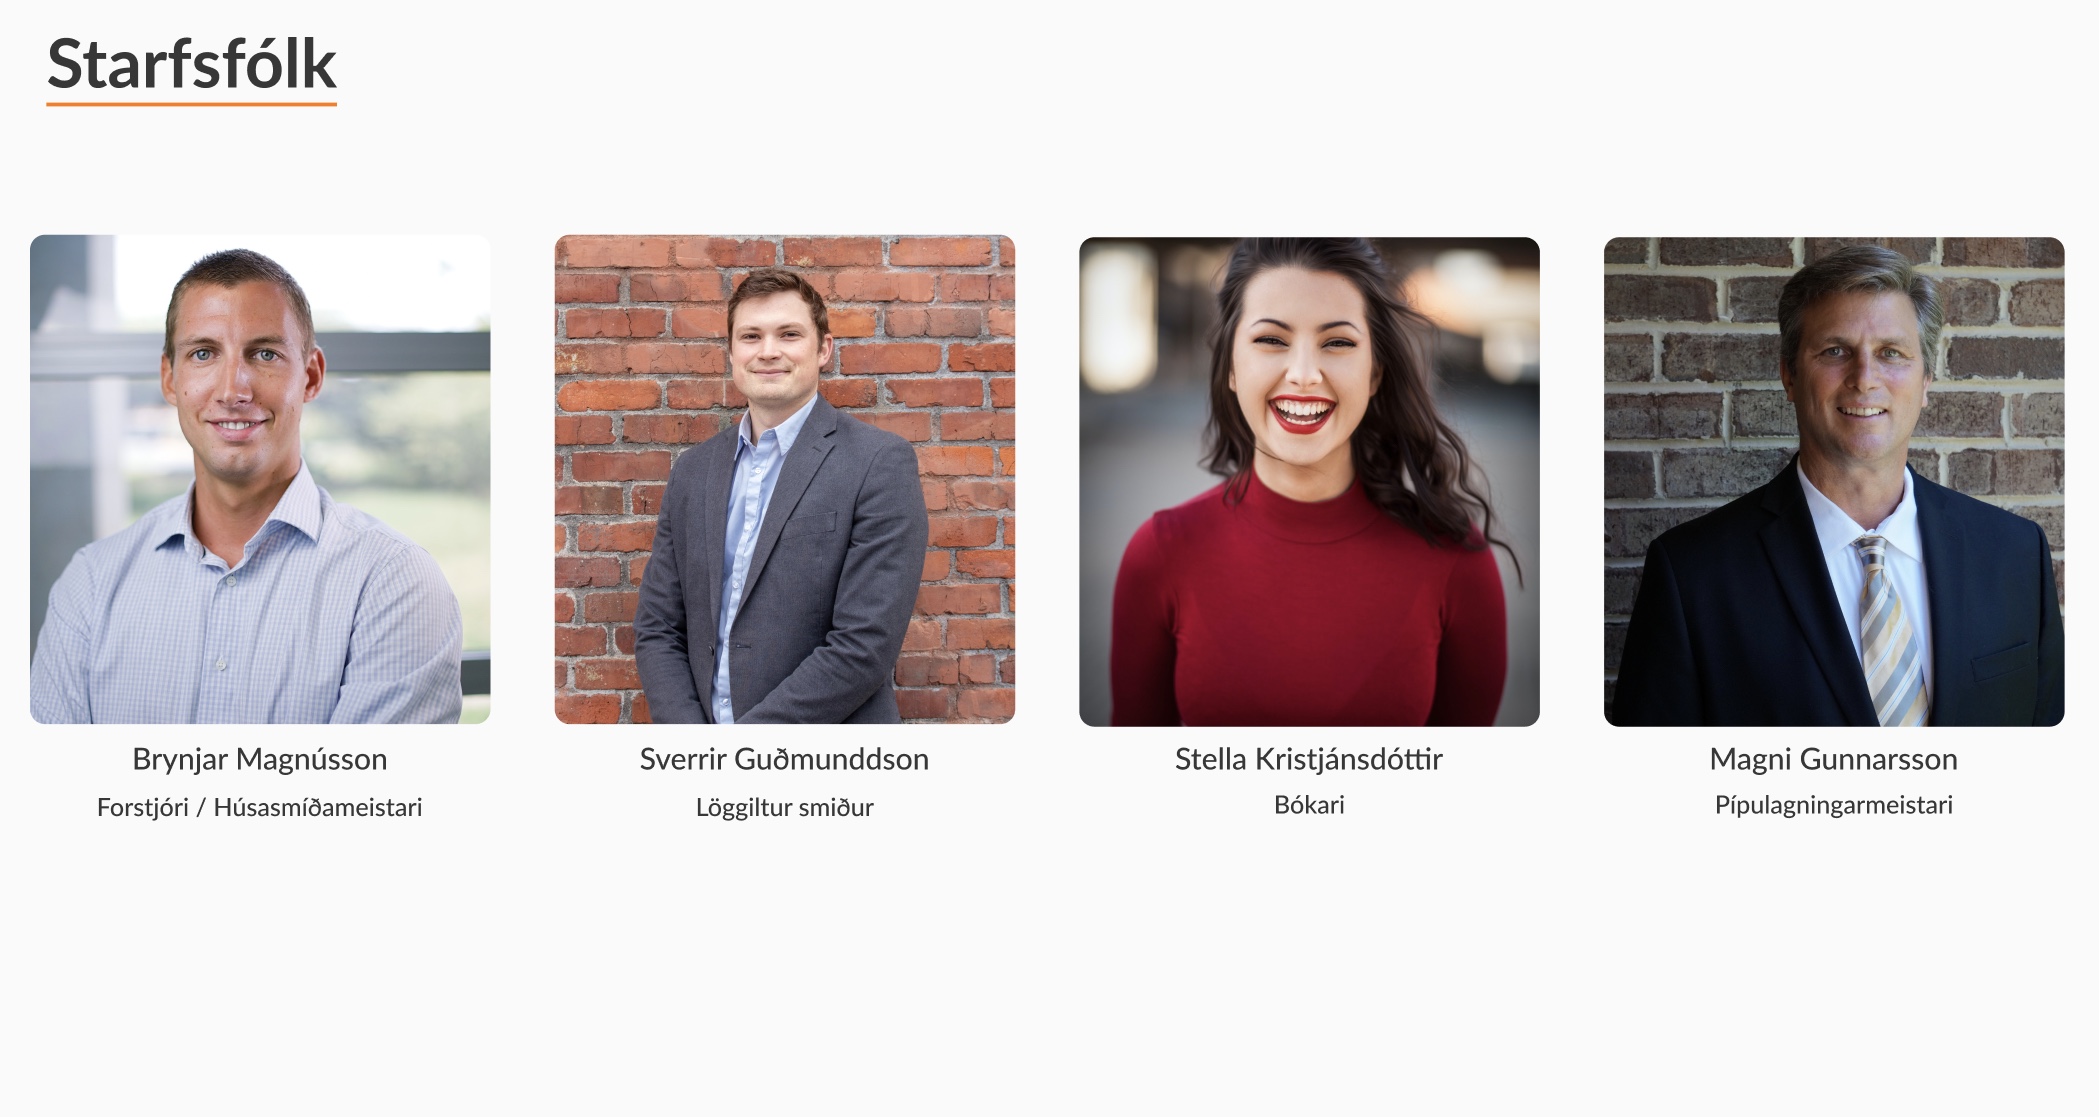 Starfsfólk
Brynjar Magnússon
Forstjóri / Húsasmíðameistari
Sverrir Guðmunddson
Löggiltur smiður
Stella Kristjánsdóttir
Bókari
Magni Gunnarsson
Pípulagningarmeistari